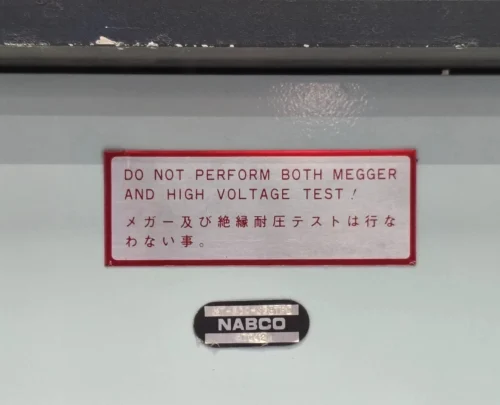 DO NOT PERFORM BOTH MEGGER
AND HIGH VOLTAGE TEST!
メガー及び絶縁耐圧テストは行な
わない事。
NABCO